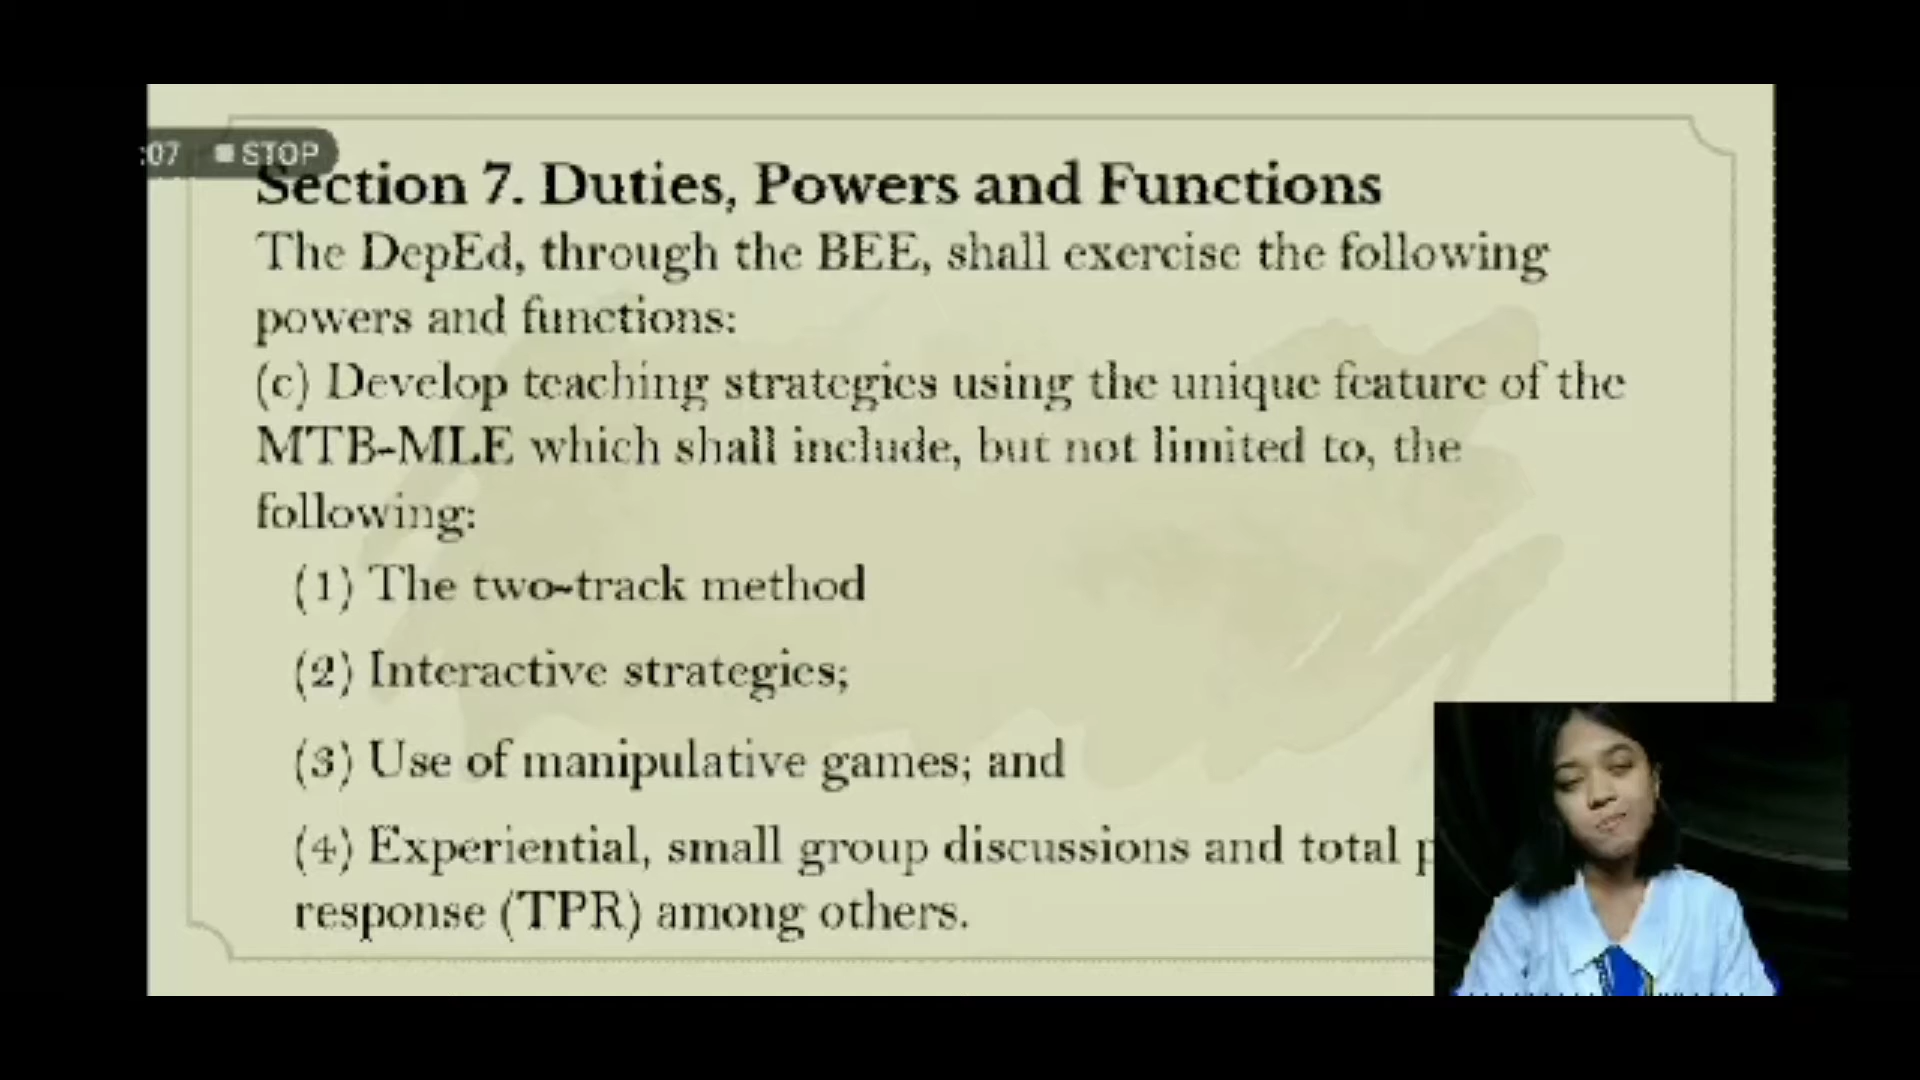 :07 STOP
Section 7. Duties, Powers and Functions
The DepEd, through the BEE, shall exercise the following
powers and functions:
(c) Develop teaching strategies using the unique feature of the
MTB-MLE which shall include, but not limited to, the
following:
(1) The two-track method
(2) Interactive strategies;
(3) Use of manipulative games; and
(4) Experiential, small group discussions and total
response (TPR) among others.